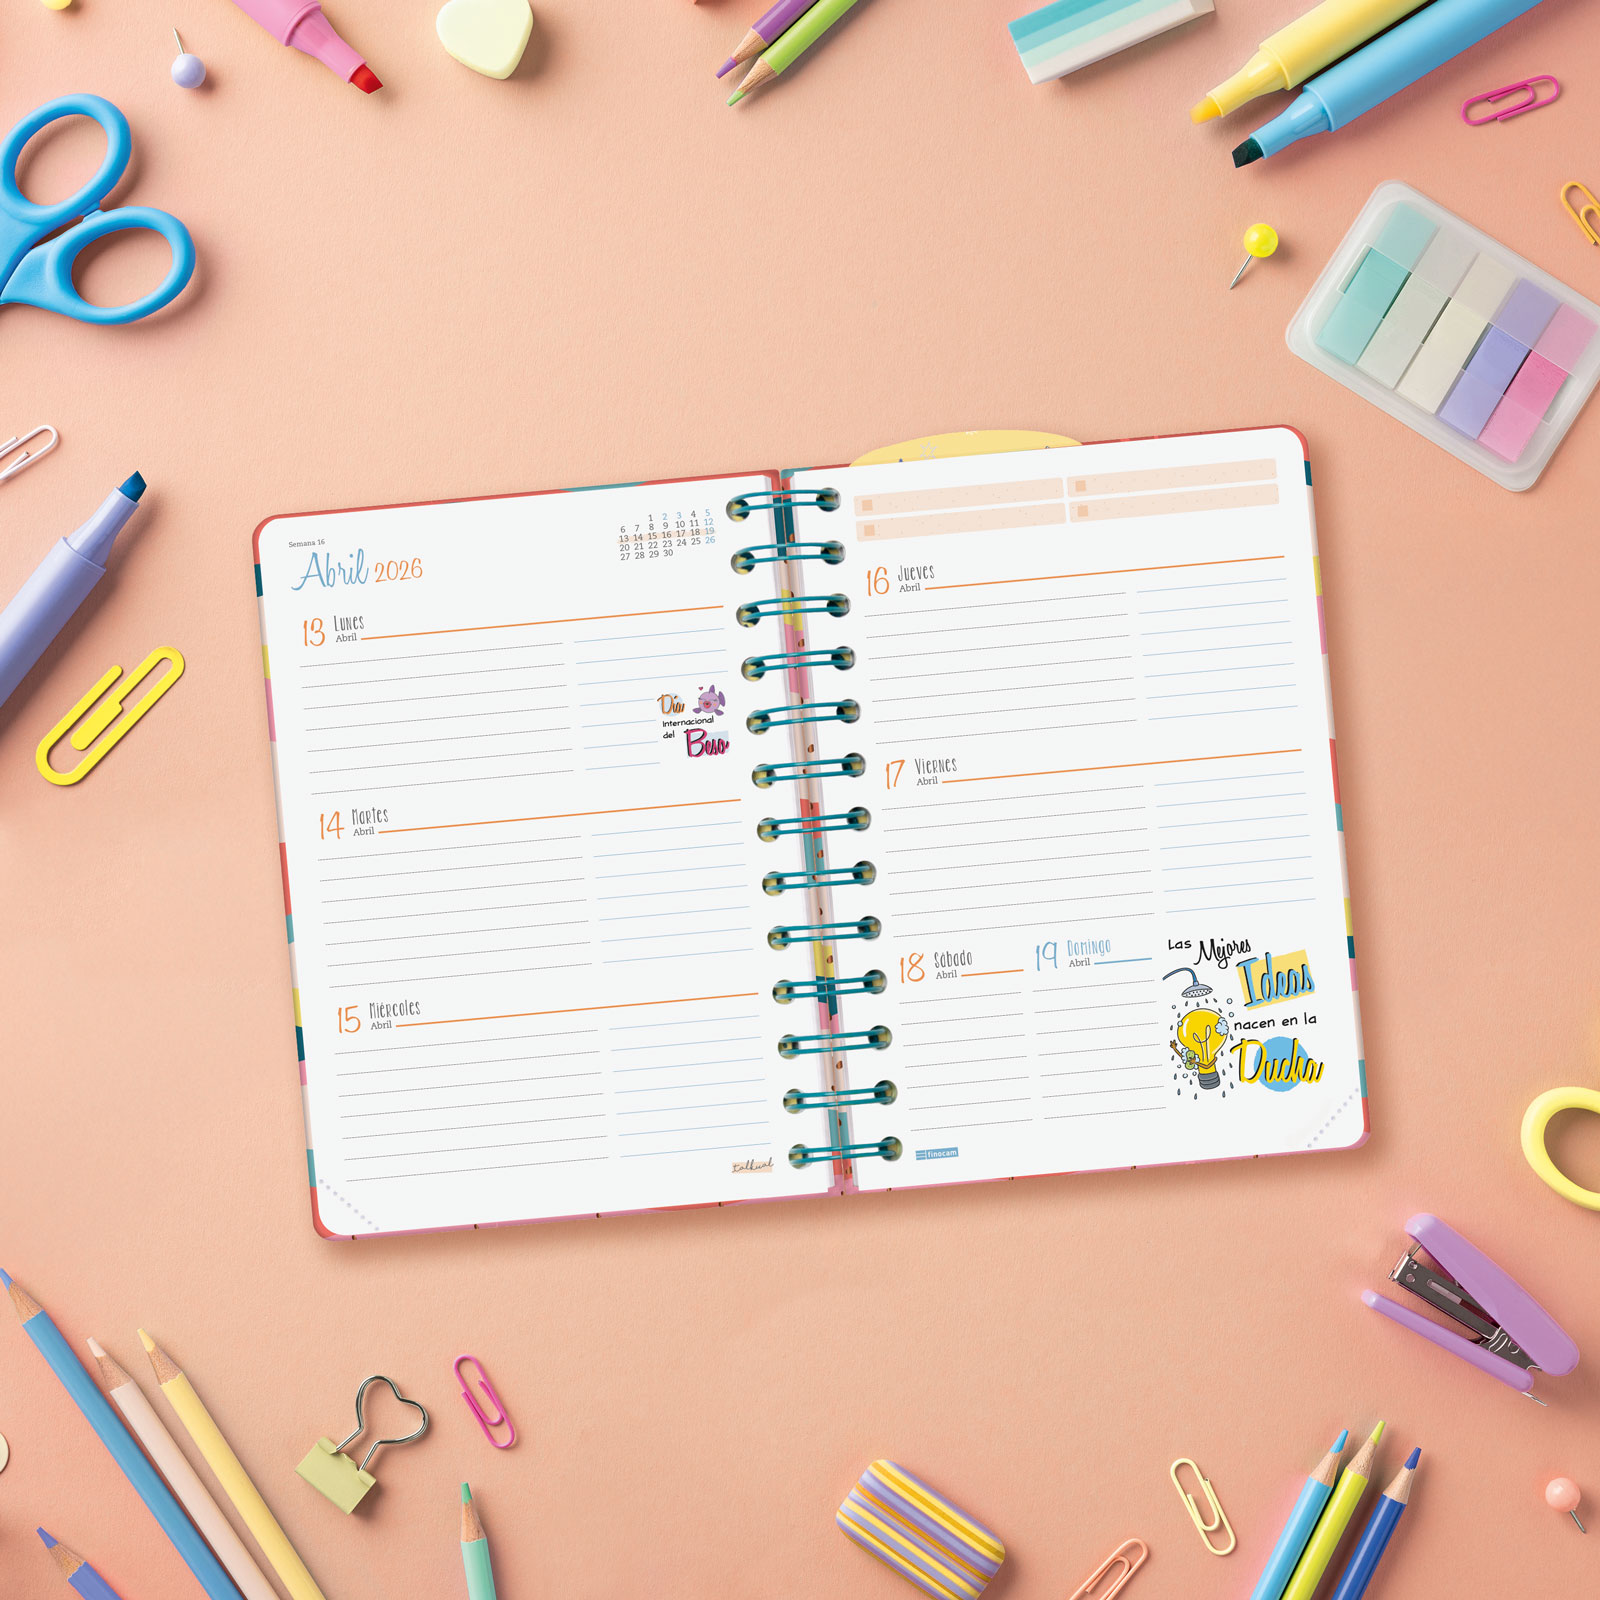 Semana 16
Abril 2026
1 2 3 4 5
6 7 8 9 10 11 12
13 14 15 16 17 18 19
20 21 22 23 24 25 26
27 28 29 30
13 Lunes
Abril
Día
Internacional
del Beso
14 Martes
Abril
15 Miércoles
Abril
talkual
16 Jueves
Abril
17 Viernes
Abril
18 Sábado
Abril
19 Domingo
Abril
Las Mejores
Ideas
nacen en la
Ducha
finocam